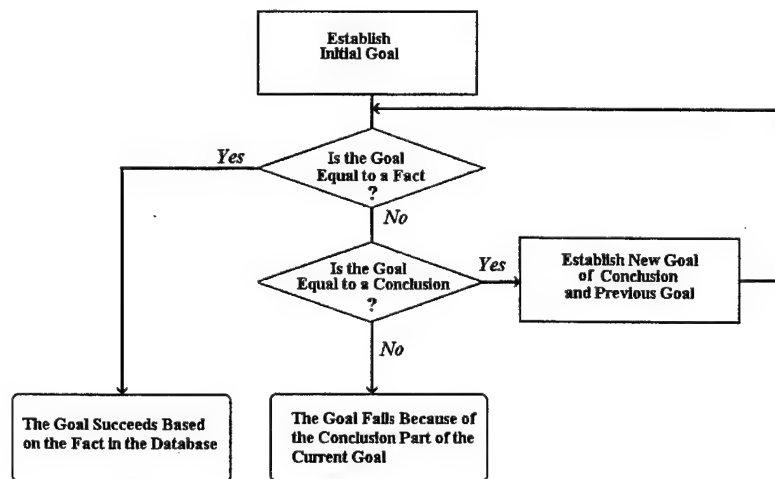 Establish
Initial Goal
Yes
Is the Goal
Equal to a Fact
?
No
Is the Goal
Equal to a Conclusion
?
Yes
Establish New Goal
of Conclusion
and Previous Goal
No
The Goal Succeeds Based
on the Fact in the Database
The Goal Fails Because of
the Conclusion Part of the
Current Goal